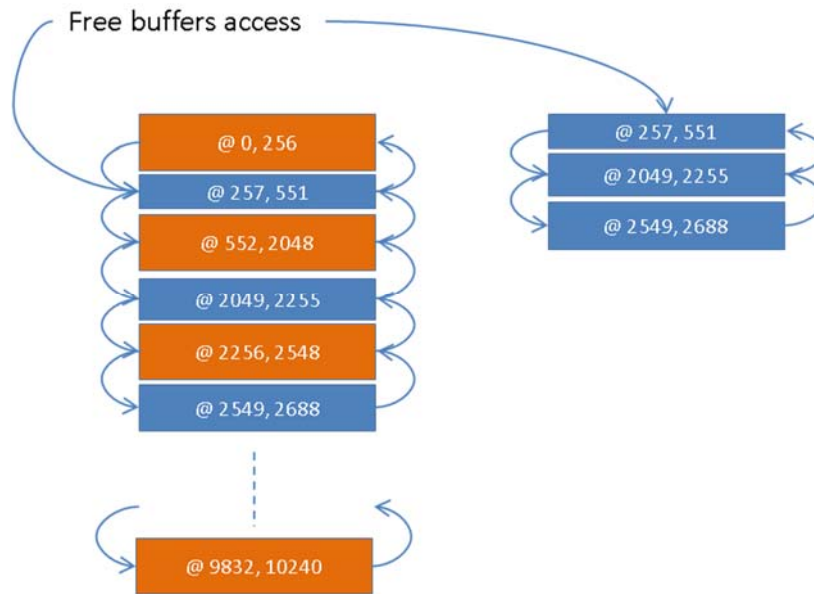 Free buffers access
@ 0, 256
@ 257, 551
@ 552, 2048
@ 2049, 2255
@ 2256, 2548
@ 2549, 2688
@ 9832, 10240
@ 257, 551
@ 2049, 2255
@ 2549, 2688